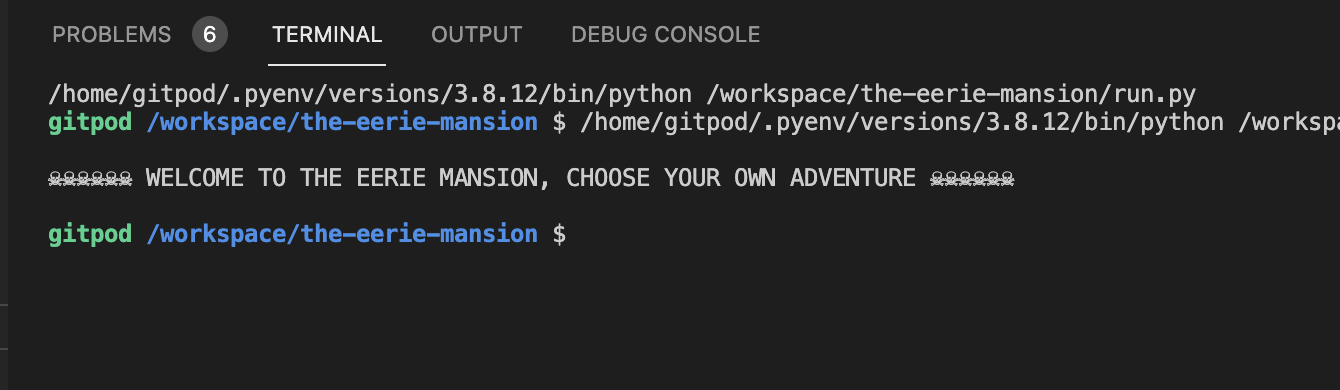 PROBLEMS 6 TERMINAL OUTPUT DEBUG CONSOLE
/home/gitpod/.pyenv/versions/3.8.12/bin/python /workspace/the-eerie-mansion/run.py
gitpod /workspace/the-eerie-mansion $ /home/gitpod/.pyenv/versions/3.8.12/bin/python /workspa
☠☠☠☠☠☠ WELCOME TO THE EERIE MANSION, CHOOSE YOUR OWN ADVENTURE ☠☠☠☠☠☠
gitpod /workspace/the-eerie-mansion $